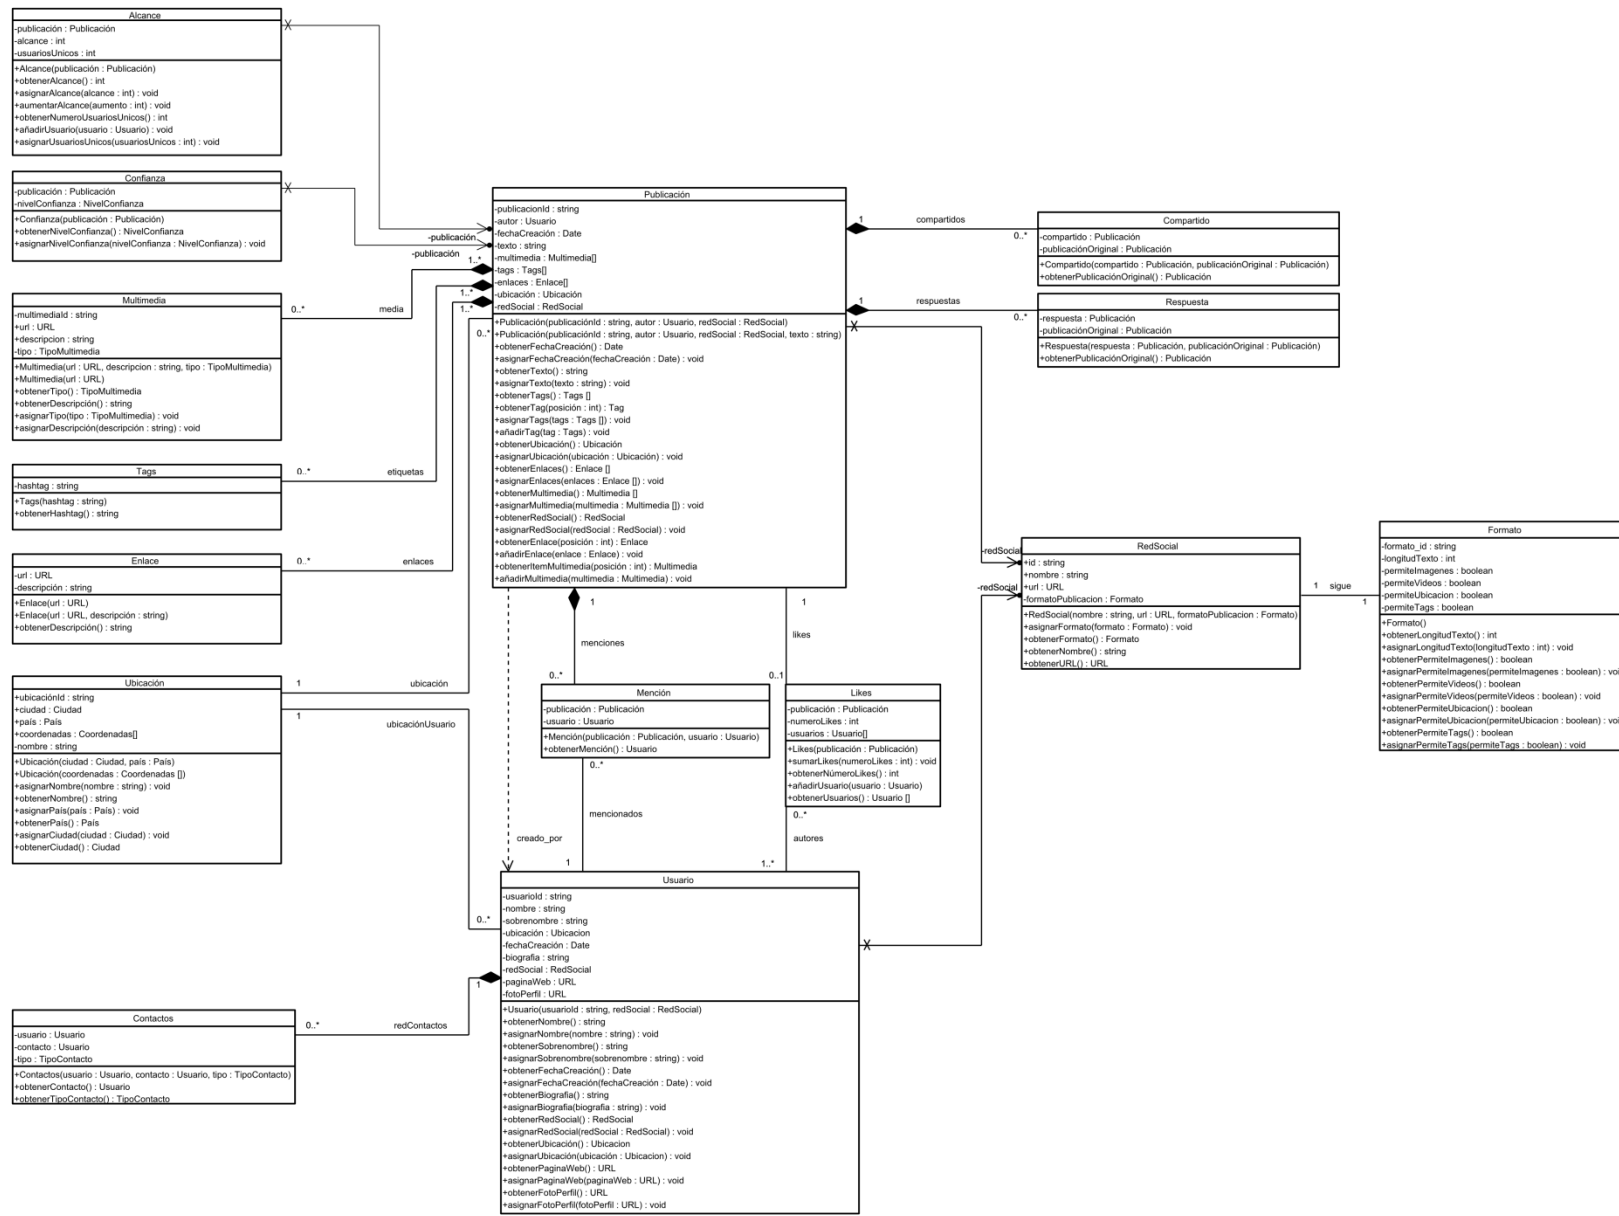 Alcance
-publicación : Publicación
-alcance : int
-usuariosUnicos : int
+Alcance(publicación : Publicación)
+obtenerAlcance() : int
+asignarAlcance(alcance : int) : void
+aumentarAlcance(aumento : int) : void
+obtenerNumeroUsuariosUnicos() : int
+añadirUsuario(usuario : Usuario) : void
+asignarUsuariosUnicos(usuariosUnicos : int) : void
Confianza
-publicación : Publicación
-nivelConfianza : NivelConfianza
+Confianza(publicación : Publicación)
+obtenerNivelConfianza() : NivelConfianza
+asignarNivelConfianza(nivelConfianza : NivelConfianza) : void
Multimedia
-multimediaId : string
+url : URL
+descripcion : string
-tipo : TipoMultimedia
+Multimedia(url : URL, descripcion : string, tipo : TipoMultimedia)
+Multimedia(url : URL)
+obtenerTipo() : TipoMultimedia
+obtenerDescripción() : string
+asignarTipo(tipo : TipoMultimedia) : void
+asignarDescripción(descripción : string) : void
Tags
-hashtag : string
+Tags(hashtag : string)
+obtenerHashtag() : string
Enlace
-url : URL
-descripción : string
+Enlace(url : URL)
+Enlace(url : URL, descripción : string)
+obtenerDescripción() : string
Ubicación
+ubicaciónId : string
+ciudad : Ciudad
+país : País
+coordenadas : Coordenadas[]
-nombre : string
+Ubicación(ciudad : Ciudad, país : País)
+Ubicación(coordenadas : Coordenadas [])
+asignarNombre(nombre : string) : void
+obtenerNombre() : string
+asignarPaís(país : País) : void
+obtenerPaís() : País
+asignarCiudad(ciudad : Ciudad) : void
+obtenerCiudad() : Ciudad
Contactos
-usuario : Usuario
-contacto : Usuario
-tipo : TipoContacto
+Contactos(usuario : Usuario, contacto : Usuario, tipo : TipoContacto)
+obtenerContacto() : Usuario
+obtenerTipoContacto() : TipoContacto
-publicación
-publicación
1..*
0..*
media
1..*
0..*
etiquetas
1..*
0..*
enlaces
0..*
1
ubicación
1
ubicaciónUsuario
0..*
1
0..*
redContactos
Publicación
-publicacionId : string
-autor : Usuario
-fechaCreación : Date
-texto : string
-multimedia : Multimedia[]
-tags : Tags[]
-enlaces : Enlace[]
-ubicación : Ubicación
-redSocial : RedSocial
+Publicación(publicaciónId : string, autor : Usuario, redSocial : RedSocial)
+Publicación(publicaciónId : string, autor : Usuario, redSocial : RedSocial, texto : string)
+obtenerFechaCreación() : Date
+asignarFechaCreación(fechaCreación : Date) : void
+obtenerTexto() : string
+asignarTexto(texto : string) : void
+obtenerTags() : Tags []
+obtenerTag(posición : int) : Tag
+asignarTags(tags : Tags []) : void
+añadirTag(tag : Tags) : void
+obtenerUbicación() : Ubicación
+asignarUbicación(ubicación : Ubicación) : void
+obtenerEnlaces() : Enlace []
+asignarEnlaces(enlaces : Enlace []) : void
+obtenerMultimedia() : Multimedia []
+asignarMultimedia(multimedia : Multimedia []) : void
+obtenerRedSocial() : RedSocial
+asignarRedSocial(redSocial : RedSocial) : void
+obtenerEnlace(posición : int) : Enlace
+añadirEnlace(enlace : Enlace) : void
+obtenerItemMultimedia(posición : int) : Multimedia
+añadirMultimedia(multimedia : Multimedia) : void
1
menciones
0..*
1
likes
0..1
Mención
-publicación : Publicación
-usuario : Usuario
+Mención(publicación : Publicación, usuario : Usuario)
+obtenerMención() : Usuario
0..*
mencionados
1
Likes
-publicación : Publicación
-numeroLikes : int
-usuarios : Usuario[]
+Likes(publicación : Publicación)
+sumarLikes(numeroLikes : int) : void
+obtenerNúmeroLikes() : int
+añadirUsuario(usuario : Usuario)
+obtenerUsuarios() : Usuario []
0..*
autores
1..*
creado_por
Usuario
-usuarioId : string
-nombre : string
-sobrenombre : string
-ubicación : Ubicacion
-fechaCreación : Date
-biografia : string
-redSocial : RedSocial
-paginaWeb : URL
-fotoPerfil : URL
+Usuario(usuarioId : string, redSocial : RedSocial)
+obtenerNombre() : string
+asignarNombre(nombre : string) : void
+obtenerSobrenombre() : string
+asignarSobrenombre(sobrenombre : string) : void
+obtenerFechaCreación() : Date
+asignarFechaCreación(fechaCreación : Date) : void
+obtenerBiografia() : string
+asignarBiografia(biografia : string) : void
+obtenerRedSocial() : RedSocial
+asignarRedSocial(redSocial : RedSocial) : void
+obtenerUbicación() : Ubicacion
+asignarUbicación(ubicación : Ubicacion) : void
+obtenerPaginaWeb() : URL
+asignarPaginaWeb(paginaWeb : URL) : void
+obtenerFotoPerfil() : URL
+asignarFotoPerfil(fotoPerfil : URL) : void
1
compartidos
0..*
Compartido
-compartido : Publicación
-publicaciónOriginal : Publicación
+Compartido(compartido : Publicación, publicaciónOriginal : Publicación)
+obtenerPublicaciónOriginal() : Publicación
1
respuestas
0..*
Respuesta
-respuesta : Publicación
-publicaciónOriginal : Publicación
+Respuesta(respuesta : Publicación, publicaciónOriginal : Publicación)
+obtenerPublicaciónOriginal() : Publicación
-redSocial
-redSocial
RedSocial
+id : string
+nombre : string
+url : URL
-formatoPublicacion : Formato
+RedSocial(nombre : string, url : URL, formatoPublicacion : Formato)
+asignarFormato(formato : Formato) : void
+obtenerFormato() : Formato
+obtenerNombre() : string
+obtenerURL() : URL
1
sigue
1
Formato
-formato_id : string
-longitudTexto : int
-permiteImagenes : boolean
-permiteVideos : boolean
-permiteUbicacion : boolean
-permiteTags : boolean
+Formato()
+obtenerLongitudTexto() : int
+asignarLongitudTexto(longitudTexto : int) : void
+obtenerPermiteImagenes() : boolean
+asignarPermiteImagenes(permiteImagenes : boolean) : voi
+obtenerPermiteVideos() : boolean
+asignarPermiteVideos(permiteVideos : boolean) : void
+obtenerPermiteUbicacion() : boolean
+asignarPermiteUbicacion(permiteUbicacion : boolean) : voi
+obtenerPermiteTags() : boolean
+asignarPermiteTags(permiteTags : boolean) : void